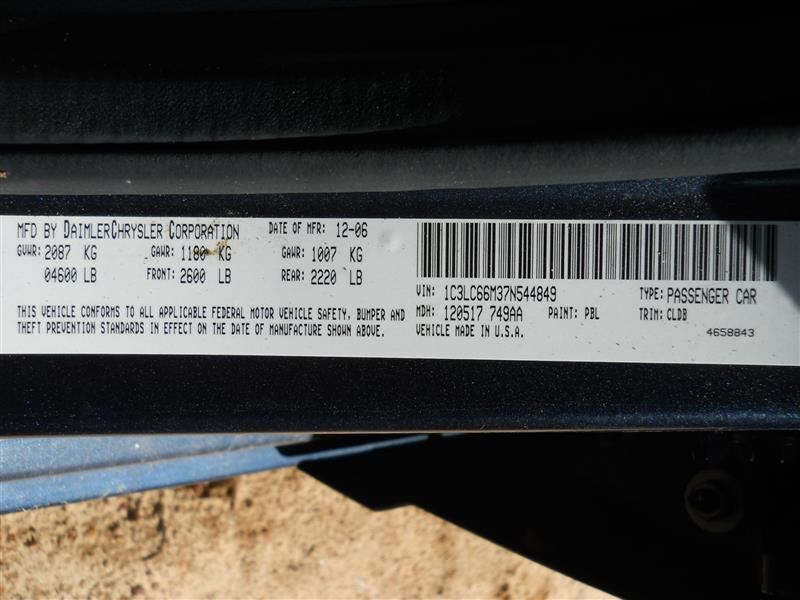 MFD BY DAIMLERCHRYSLER CORPORATION DATE OF MFR: 12-06
GVWR: 2087 KG GAWR: 1180 KG GAWR: 1007 KG
04600 LB FRONT: 2600 LB REAR: 2220 LB
THIS VEHICLE CONFORMS TO ALL APPLICABLE FEDERAL MOTOR VEHICLE SAFETY, BUMPER AND
THEFT PREVENTION STANDARDS IN EFFECT ON THE DATE OF MANUFACTURE SHOWN ABOVE.
VIN: 1C3LC66M37N544849 TYPE: PASSENGER CAR
MDH: 120517 749AA PAINT: PBL TRIM: CLDB
VEHICLE MADE IN U.S.A. 4658843